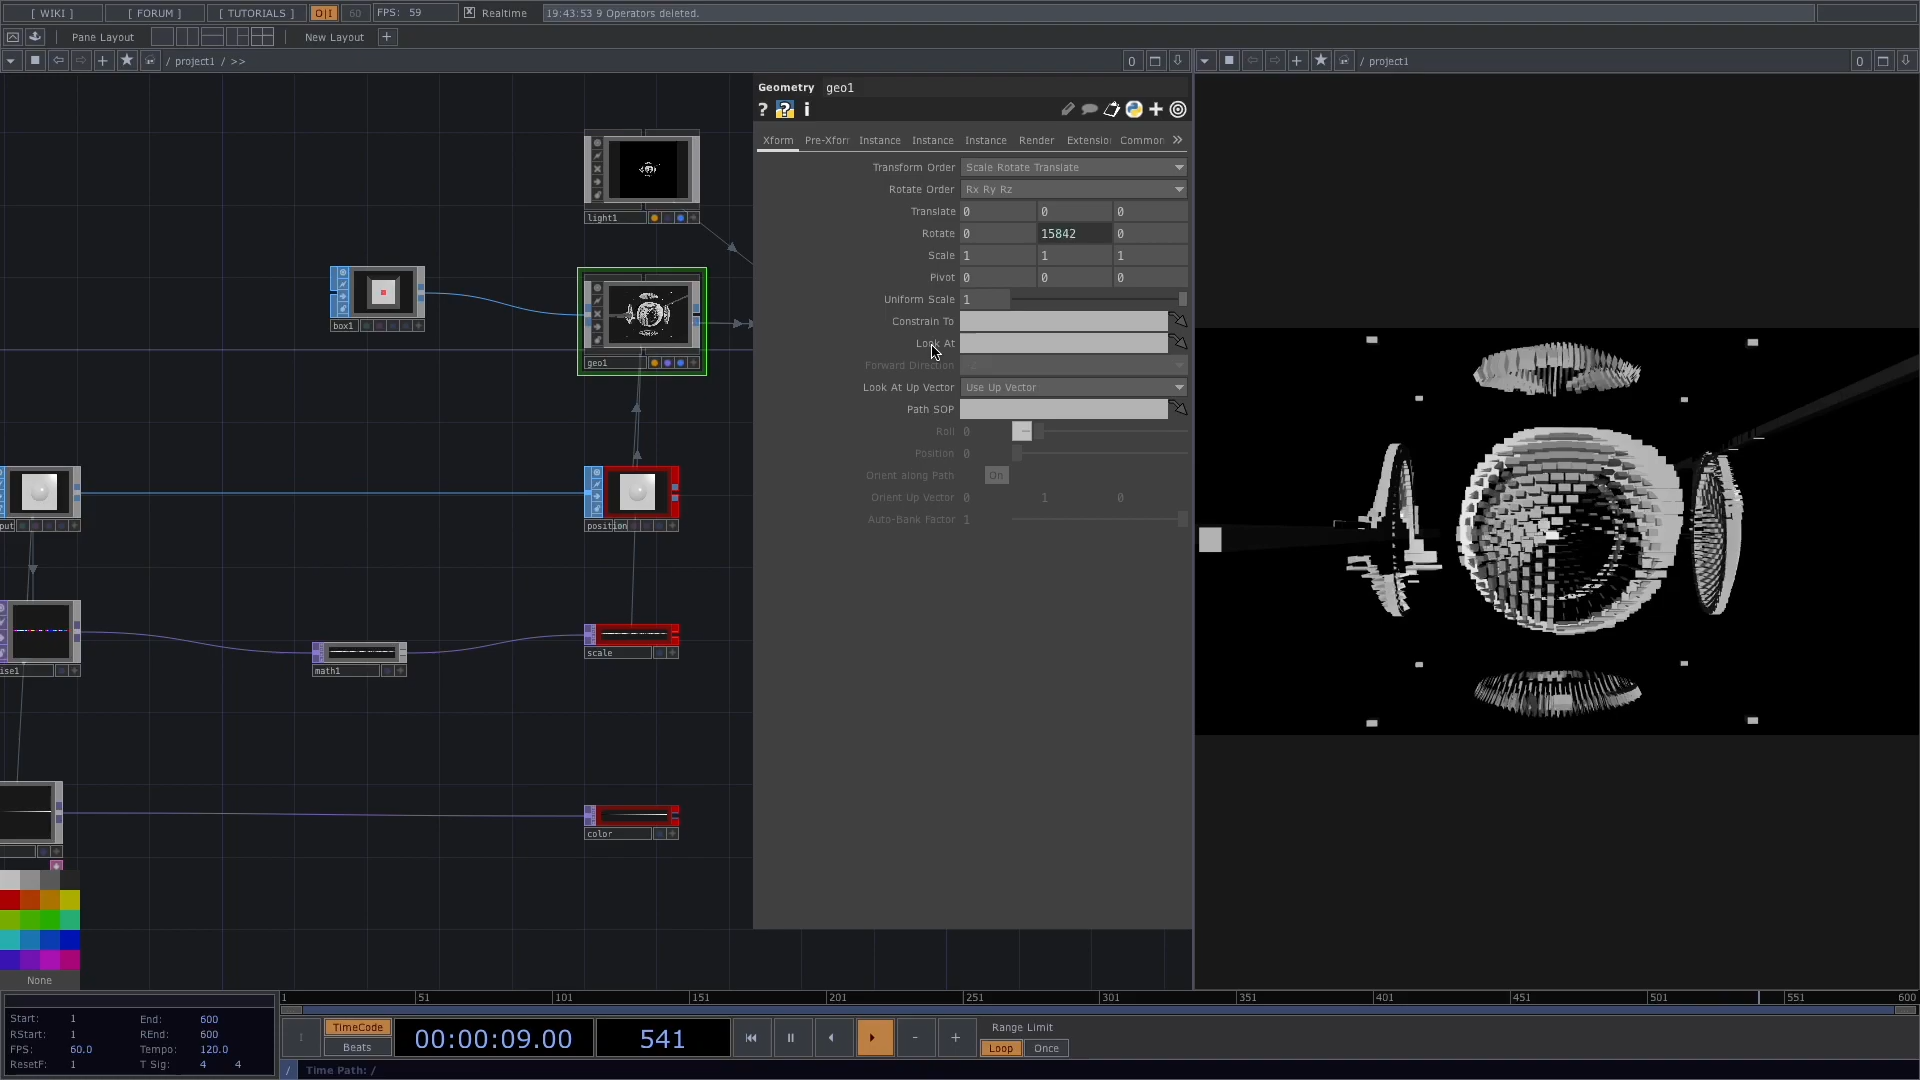 [ WIKI ] [ FORUM ] [ TUTORIALS ] O|I 60 FPS: 59 Realtime 19:43:53 9 Operators deleted.
Pane Layout New Layout +
/ project1 / >> 0
/ project1 0
Geometry geo1
? ? i
Xform Pre-Xfor Instance Instance Instance Render Extensio Common
Transform Order Scale Rotate Translate
Rotate Order Rx Ry Rz
Translate 0 0 0
Rotate 0 15842 0
Scale 1 1 1
Pivot 0 0 0
Uniform Scale 1
Constrain To
Look At
Forward Direction
Look At Up Vector Use Up Vector
Path SOP
Roll 0
Position 0
Orient along Path On
Orient Up Vector 0 1 0
Auto-Bank Factor 1
light1
box1
geo1
put
position
ise1
math1
scale
color
None
1 51 101 151 201 251 301 351 401 451 501 551 600
Start: 1 End: 600
RStart: 1 REnd: 600
FPS: 60.0 Tempo: 120.0
ResetF: 1 T Sig: 4 4
TimeCode
Beats
00:00:09.00
541
- +
Range Limit
Loop Once
/ Time Path: /